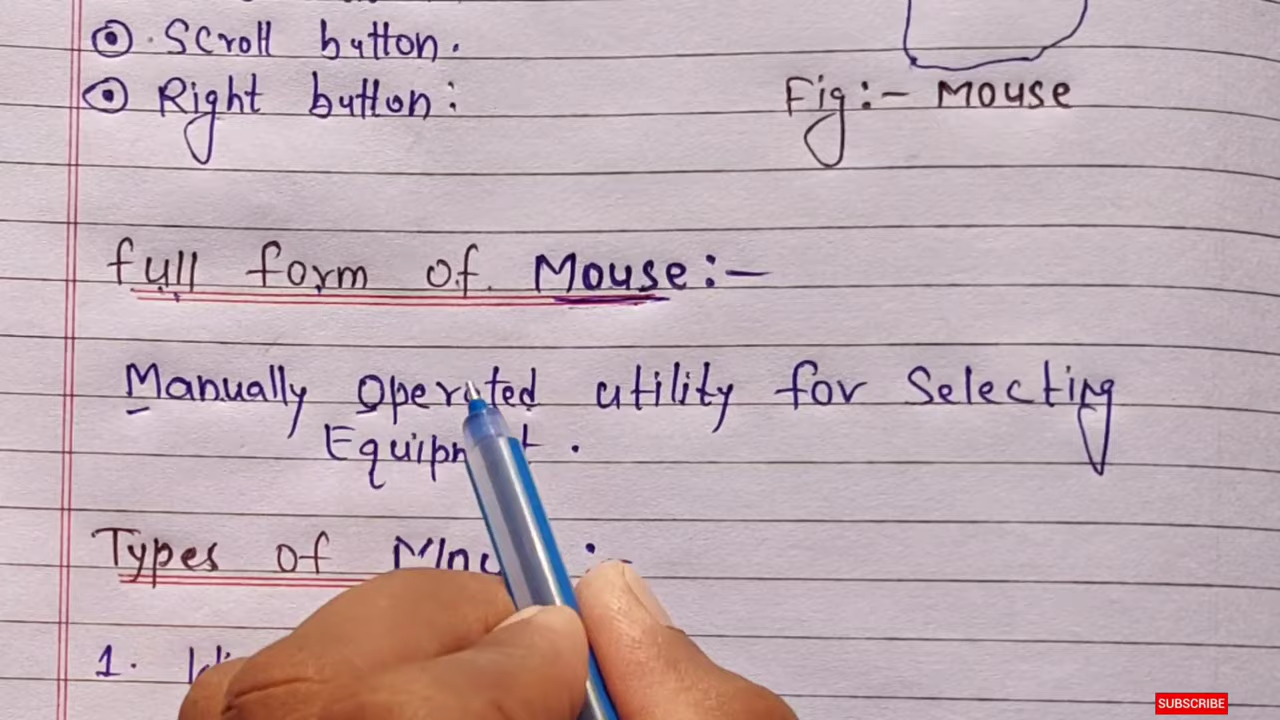 Scroll button.
Right button:
Fig:- Mouse
full form of Mouse:-
Manually Operated utility for Selecting
Types of
1.
SUBSCRIBE